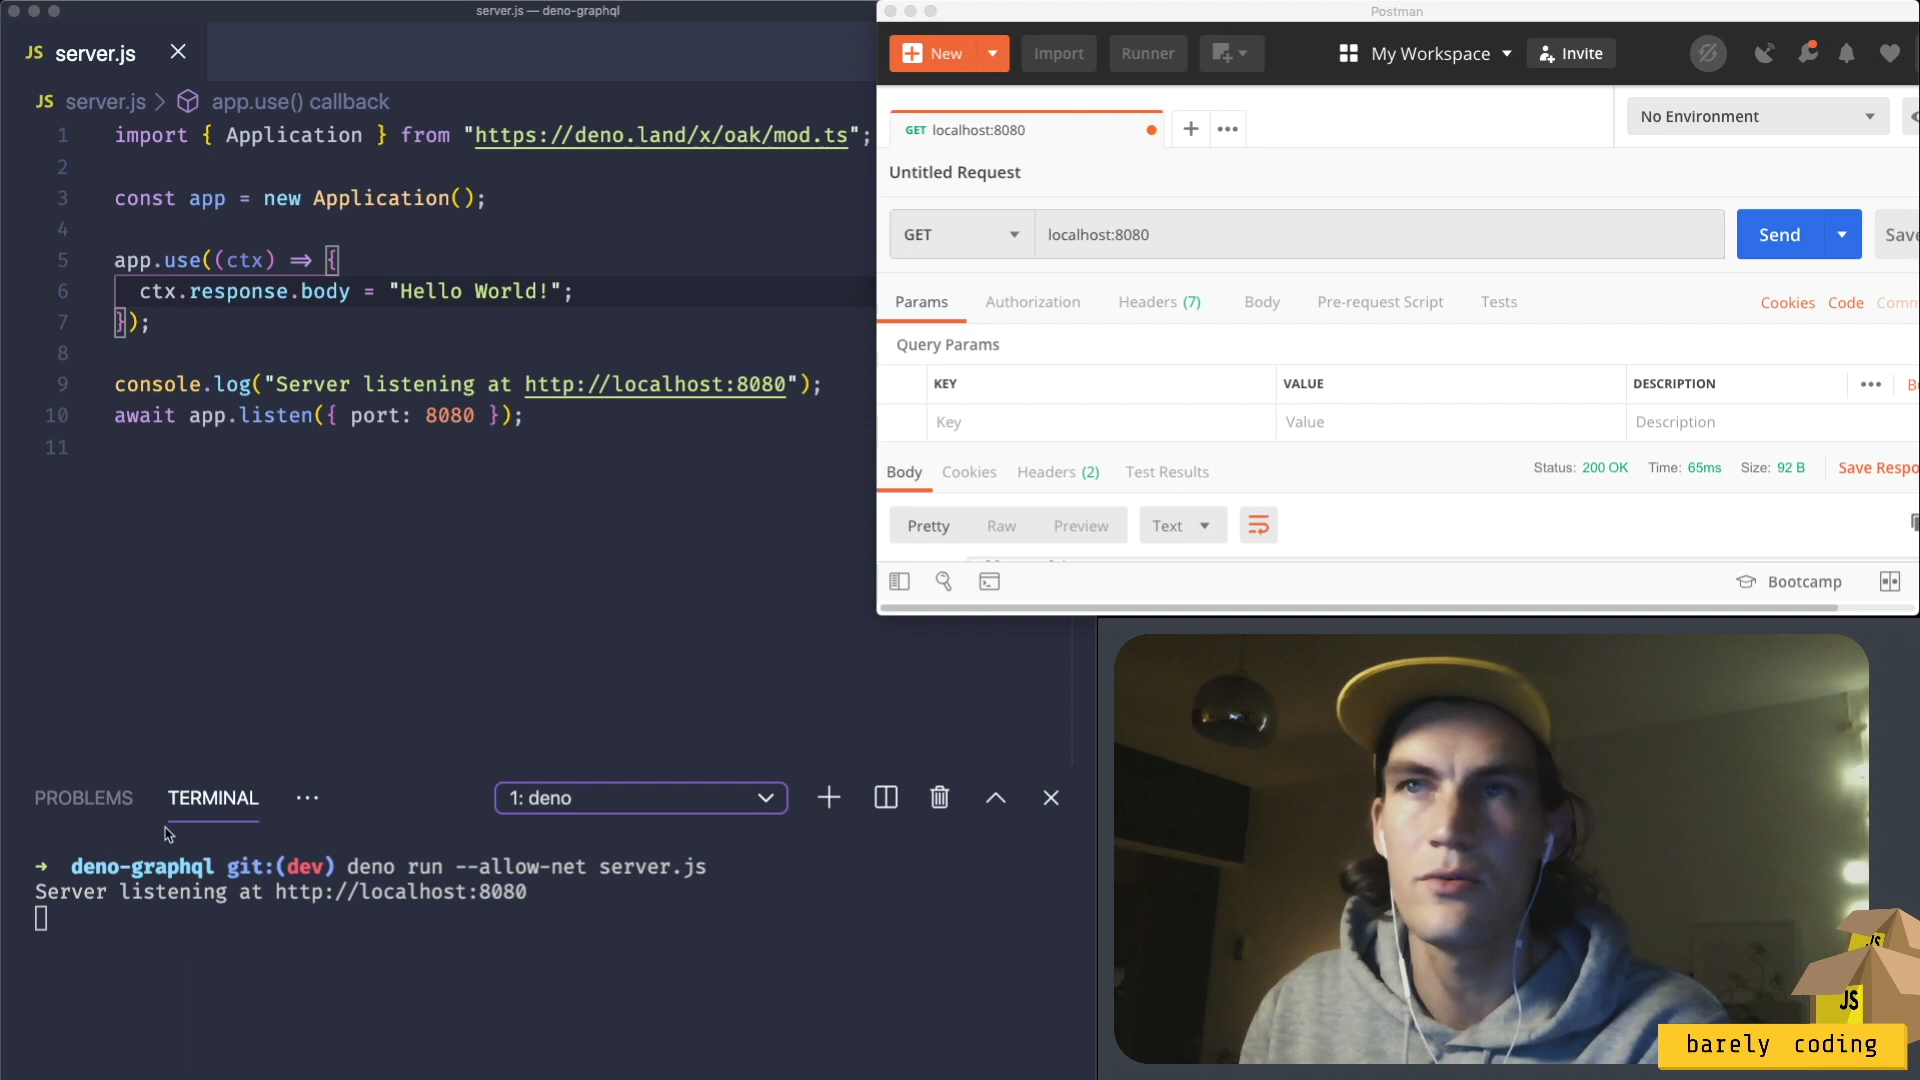 server.js — deno-graphql
JS server.js
JS server.js > app.use() callback
1 import { Application } from "https://deno.land/x/oak/mod.ts";
2
3 const app = new Application();
4
5 app.use((ctx) => {
6 ctx.response.body = "Hello World!";
7 });
8
9 console.log("Server listening at http://localhost:8080");
10 await app.listen({ port: 8080 });
11
PROBLEMS TERMINAL ··· 1: deno
→ deno-graphql git:(dev) deno run --allow-net server.js
Server listening at http://localhost:8080
Postman
New Import Runner My Workspace Invite
GET localhost:8080 ··· No Environment
Untitled Request
GET localhost:8080 Send Save
Params Authorization Headers (7) Body Pre-request Script Tests Cookies Code
Query Params
KEY VALUE DESCRIPTION ···
Key Value Description
Body Cookies Headers (2) Test Results Status: 200 OK Time: 65ms Size: 92 B Save Respo
Pretty Raw Preview Text
Bootcamp
JS
JS
barely coding